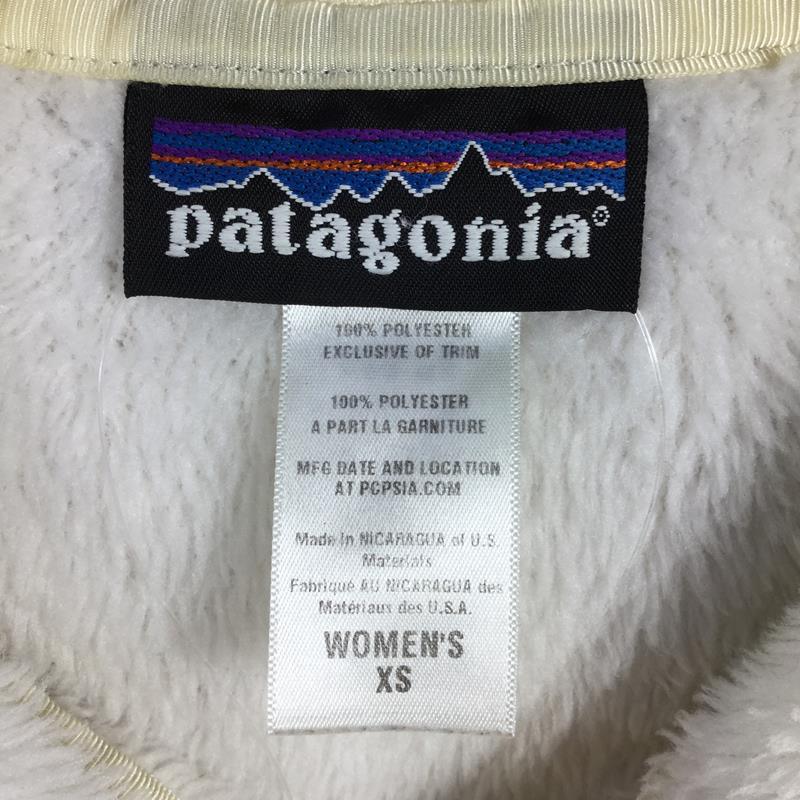 patagonia®
100% POLYESTER
EXCLUSIVE OF TRIM
100% POLYESTER
A PART LA GARNITURE
MFG DATE AND LOCATION
AT PCPSIA.COM
Made in NICARAGUA of U.S.
Materials
Fabriqué AU NICARAGUA des
Matériaux des U.S.A.
WOMEN'S
XS